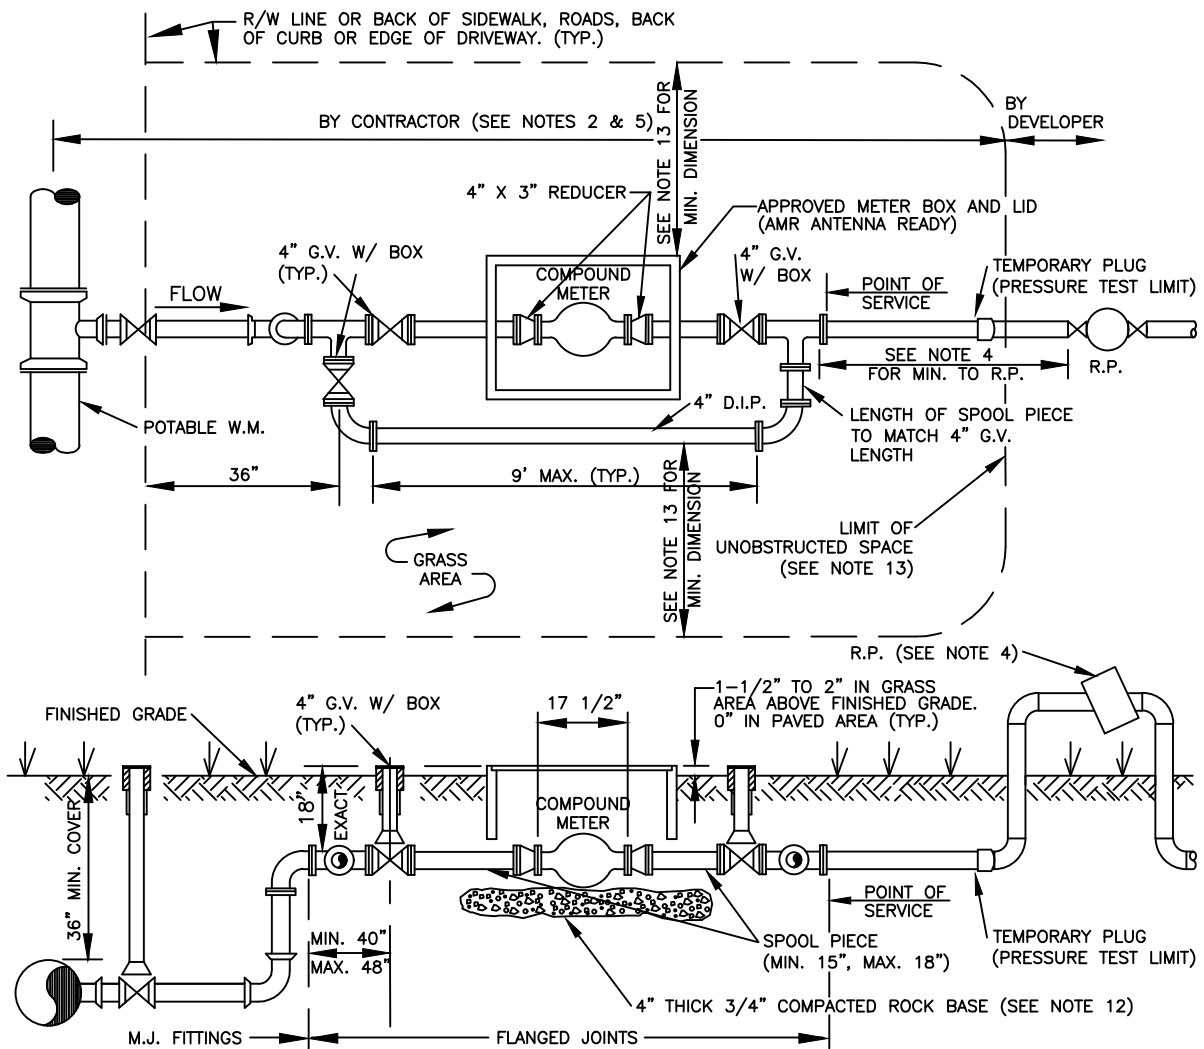 R/W LINE OR BACK OF SIDEWALK, ROADS, BACK
OF CURB OR EDGE OF DRIVEWAY. (TYP.)
BY CONTRACTOR (SEE NOTES 2 & 5)
BY
DEVELOPER
SEE NOTE 13 FOR
MIN. DIMENSION
4" X 3" REDUCER
APPROVED METER BOX AND LID
(AMR ANTENNA READY)
4" G.V. W/ BOX
(TYP.)
4" G.V.
W/ BOX
COMPOUND
METER
TEMPORARY PLUG
(PRESSURE TEST LIMIT)
FLOW
POINT OF
SERVICE
SEE NOTE 4
FOR MIN. TO R.P.
R.P.
POTABLE W.M.
4" D.I.P.
LENGTH OF SPOOL PIECE
TO MATCH 4" G.V.
LENGTH
36"
9' MAX. (TYP.)
SEE NOTE 13 FOR
MIN. DIMENSION
GRASS
AREA
LIMIT OF
UNOBSTRUCTED SPACE
(SEE NOTE 13)
R.P. (SEE NOTE 4)
FINISHED GRADE
4" G.V. W/ BOX
(TYP.)
17 1/2"
1-1/2" TO 2" IN GRASS
AREA ABOVE FINISHED GRADE.
0" IN PAVED AREA (TYP.)
36" MIN. COVER
18"
EXACT
COMPOUND
METER
POINT OF
SERVICE
MIN. 40"
MAX. 48"
SPOOL PIECE
(MIN. 15", MAX. 18")
TEMPORARY PLUG
(PRESSURE TEST LIMIT)
4" THICK 3/4" COMPACTED ROCK BASE (SEE NOTE 12)
M.J. FITTINGS
FLANGED JOINTS